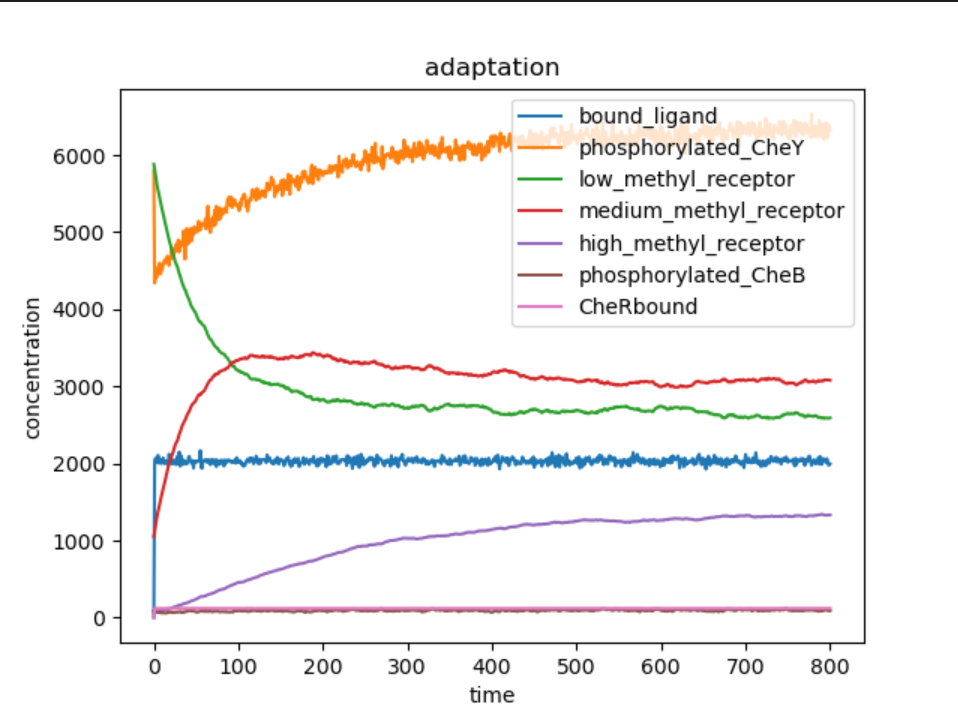 adaptation
bound_ligand
phosphorylated_CheY
low_methyl_receptor
medium_methyl_receptor
high_methyl_receptor
phosphorylated_CheB
CheRbound
6000
5000
4000
3000
2000
1000
0
concentration
0 100 200 300 400 500 600 700 800
time